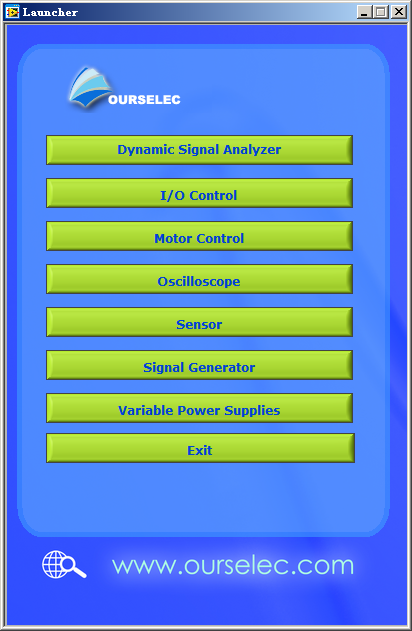 Launcher
OURSELEC
Dynamic Signal Analyzer
I/O Control
Motor Control
Oscilloscope
Sensor
Signal Generator
Variable Power Supplies
Exit
www.ourselec.com